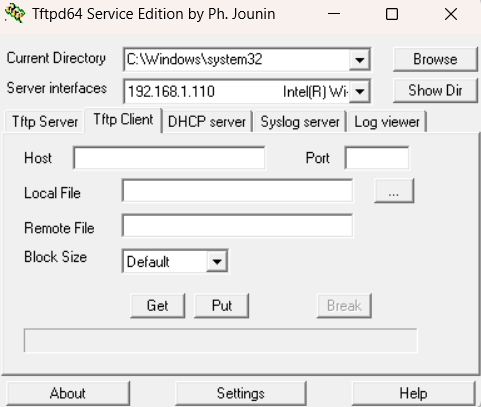 Tftpd64 Service Edition by Ph. Jounin
Current Directory C:\Windows\system32 Browse
Server interfaces 192.168.1.110 Intel(R) Wi- Show Dir
Tftp Server Tftp Client DHCP server Syslog server Log viewer
Host Port
Local File ...
Remote File
Block Size Default
Get Put Break
About Settings Help